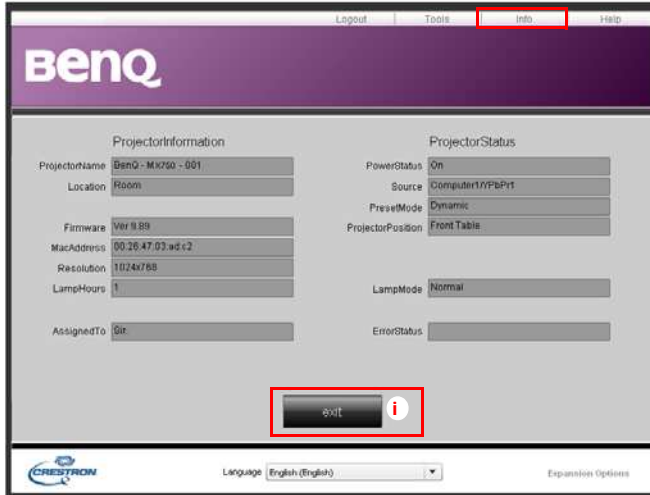 Logout Tools Info Help
BenQ
ProjectorInformation
ProjectorStatus
ProjectorName BenQ - MX760 - 001
Location Room
Firmware Ver 9.89
MacAddress 00.26.47.03.ad.c2
Resolution 1024x768
LampHours 1
AssignedTo Sir.
PowerStatus On
Source Computer1/YPbPr1
PresetMode Dynamic
ProjectorPosition Front Table
LampMode Normal
ErrorStatus
exit i
CRESTRON
Language English (English)
Expansion Options